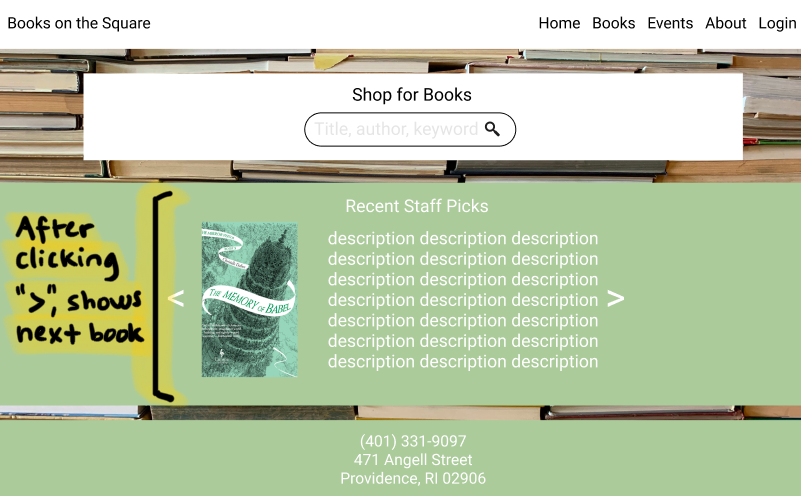 Books on the Square
Home Books Events About Login
Shop for Books
Title, author, keyword
Recent Staff Picks
After
clicking
">", shows
next book
<
THE MEMORY OF BABEL
description description description
description description description
description description description
description description description
description description description
description description description
description description description
>
(401) 331-9097
471 Angell Street
Providence, RI 02906